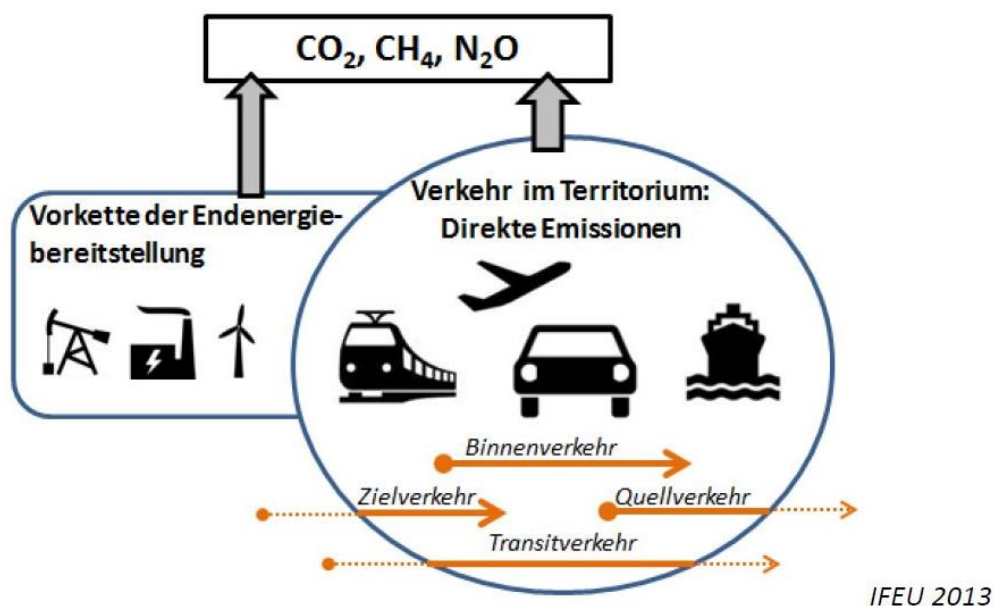 CO₂, CH₄, N₂O
Verkehr im Territorium:
Direkte Emissionen
Vorkette der Endenergie-
bereitstellung
Binnenverkehr
Zielverkehr
Quellverkehr
Transitverkehr
IFEU 2013